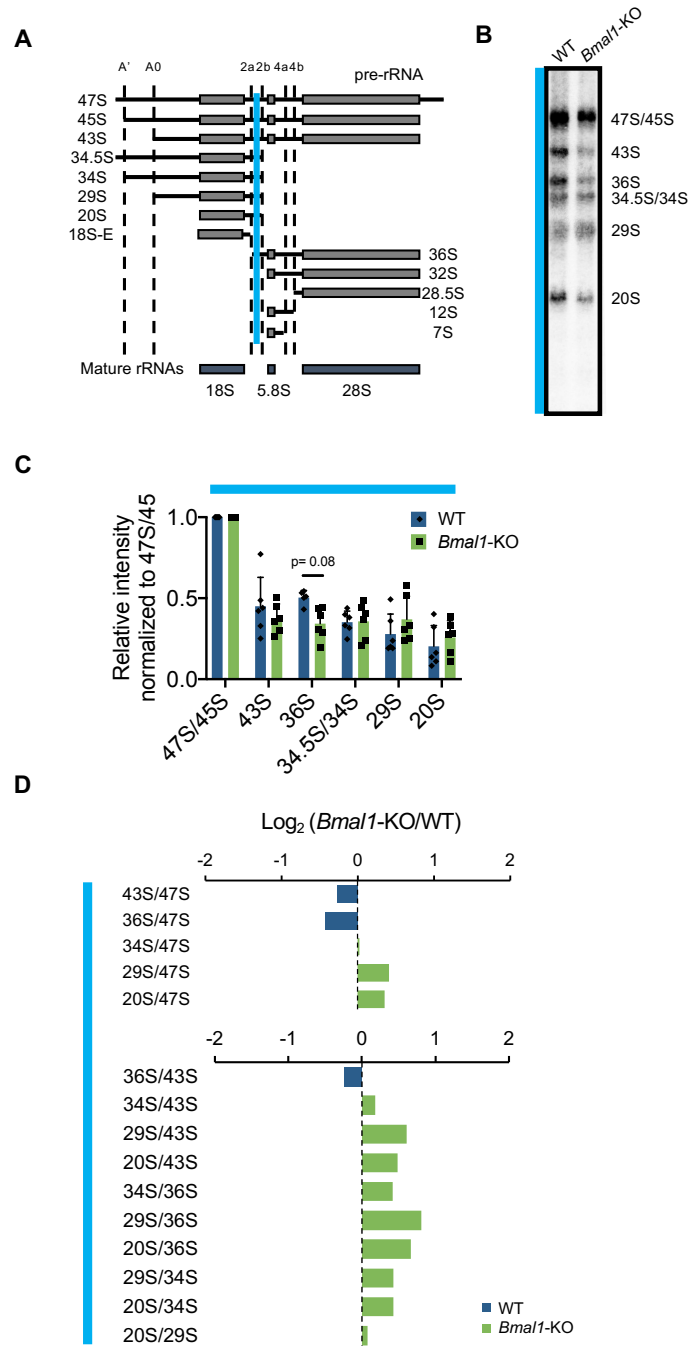 A
A' A0 2a 2b 4a 4b pre-rRNA
47S
45S
43S
34.5S
34S
29S
20S
18S-E
36S
32S
28.5S
12S
7S
Mature rRNAs
18S 5.8S 28S
B
WT Bmal1-KO
47S/45S
43S
36S
34.5S/34S
29S
20S
C
Relative intensity
normalized to 47S/45
1.0
0.5
0.0
p= 0.08
WT
Bmal1-KO
47S/45S 43S 36S 34.5S/34S 29S 20S
D
Log2 (Bmal1-KO/WT)
-2 -1 0 1 2
43S/47S
36S/47S
34S/47S
29S/47S
20S/47S
-2 -1 0 1 2
36S/43S
34S/43S
29S/43S
20S/43S
34S/36S
29S/36S
20S/36S
29S/34S
20S/34S
20S/29S
WT
Bmal1-KO